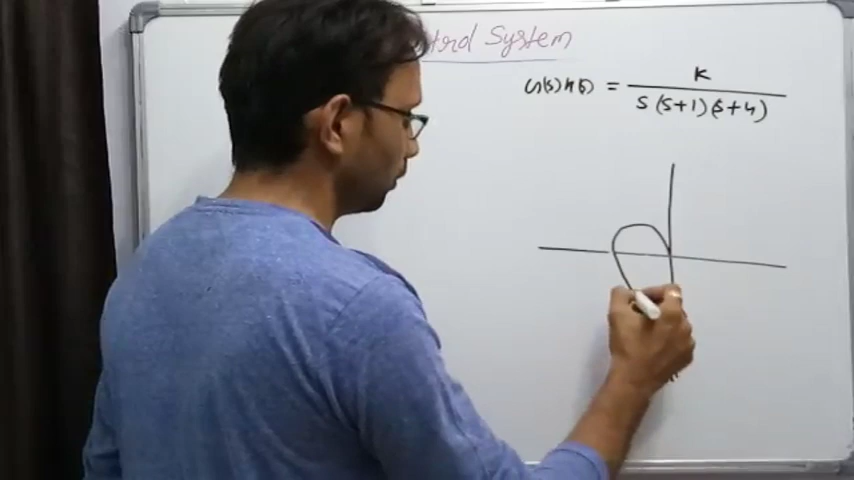 System
G(s)H(s) = K
S(S+1)(S+4)